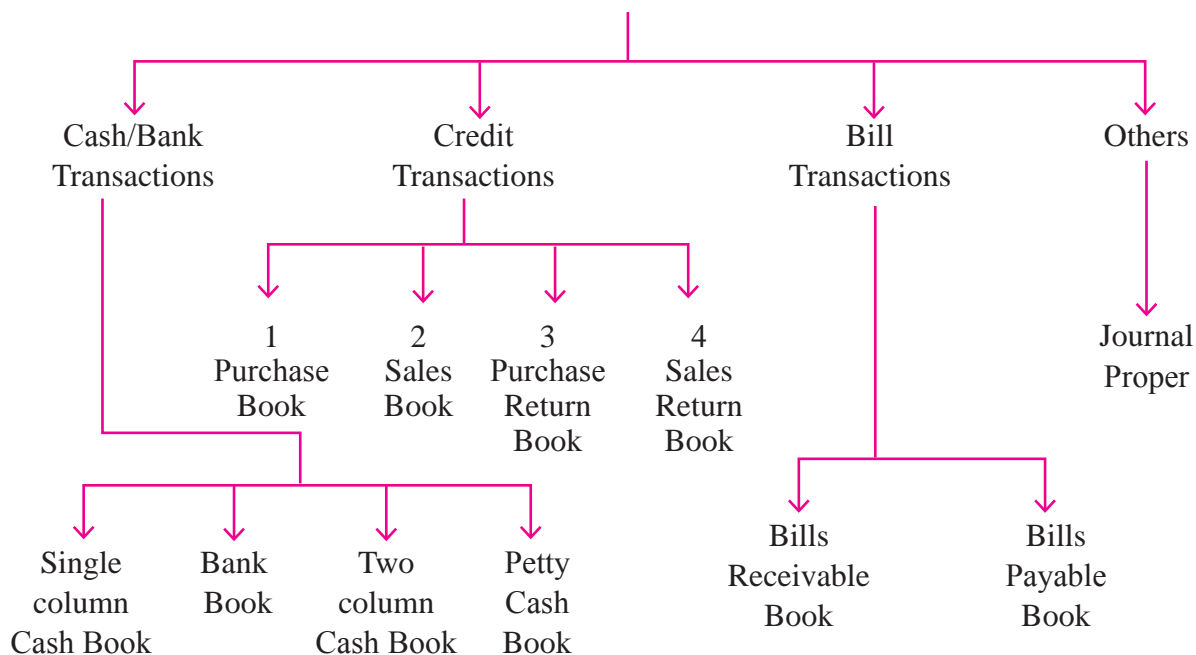 Cash/Bank
Transactions
Credit
Transactions
Bill
Transactions
Others
1
Purchase
Book
2
Sales
Book
3
Purchase
Return
Book
4
Sales
Return
Book
Journal
Proper
Single
column
Cash Book
Bank
Book
Two
column
Cash Book
Petty
Cash
Book
Bills
Receivable
Book
Bills
Payable
Book